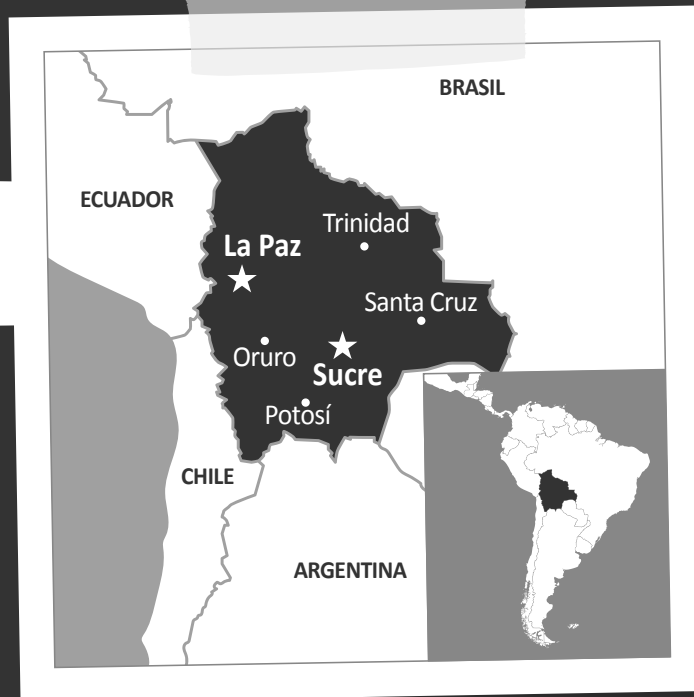 BRASIL
ECUADOR
Trinidad
La Paz
Santa Cruz
Oruro
Sucre
Potosí
CHILE
ARGENTINA